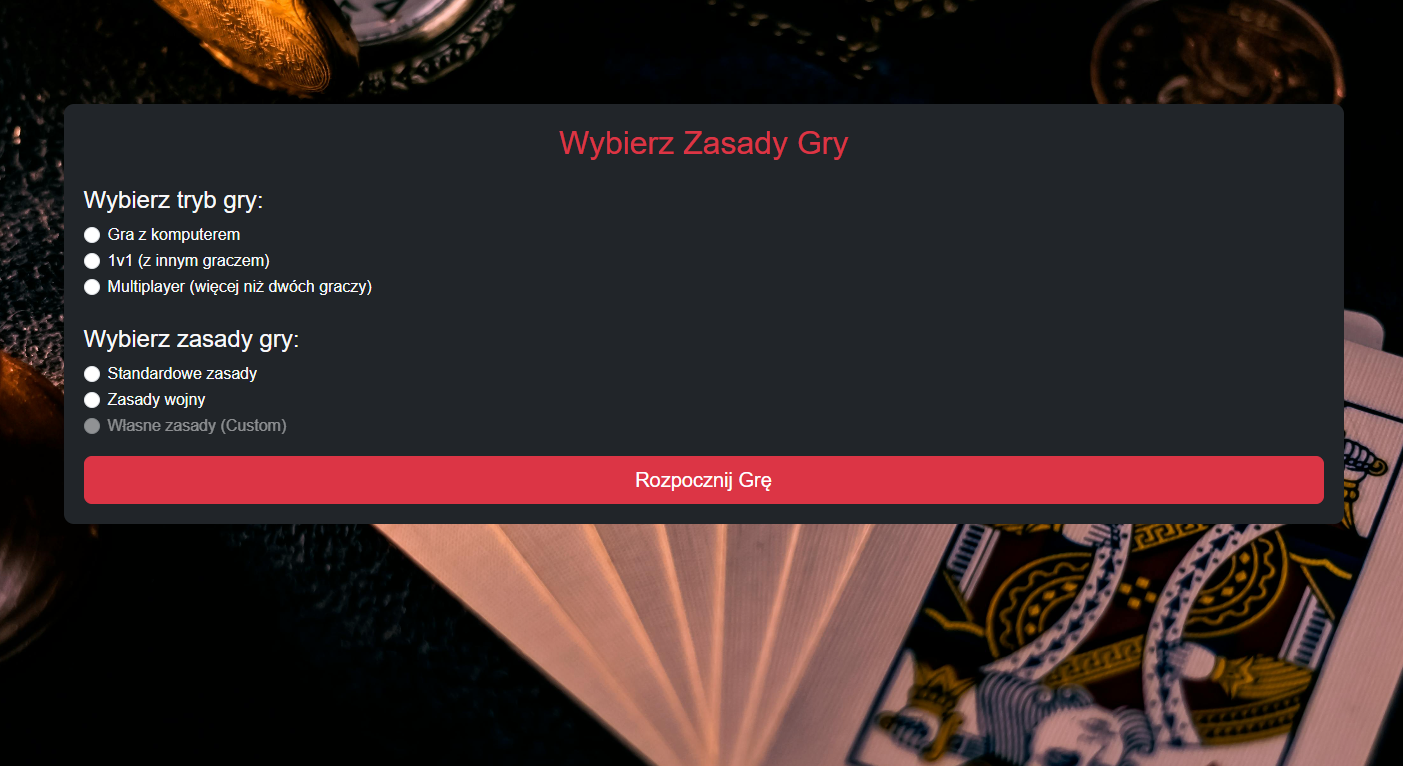 Wybierz Zasady Gry
Wybierz tryb gry:
Gra z komputerem
1v1 (z innym graczem)
Multiplayer (więcej niż dwóch graczy)
Wybierz zasady gry:
Standardowe zasady
Zasady wojny
Własne zasady (Custom)
Rozpocznij Grę